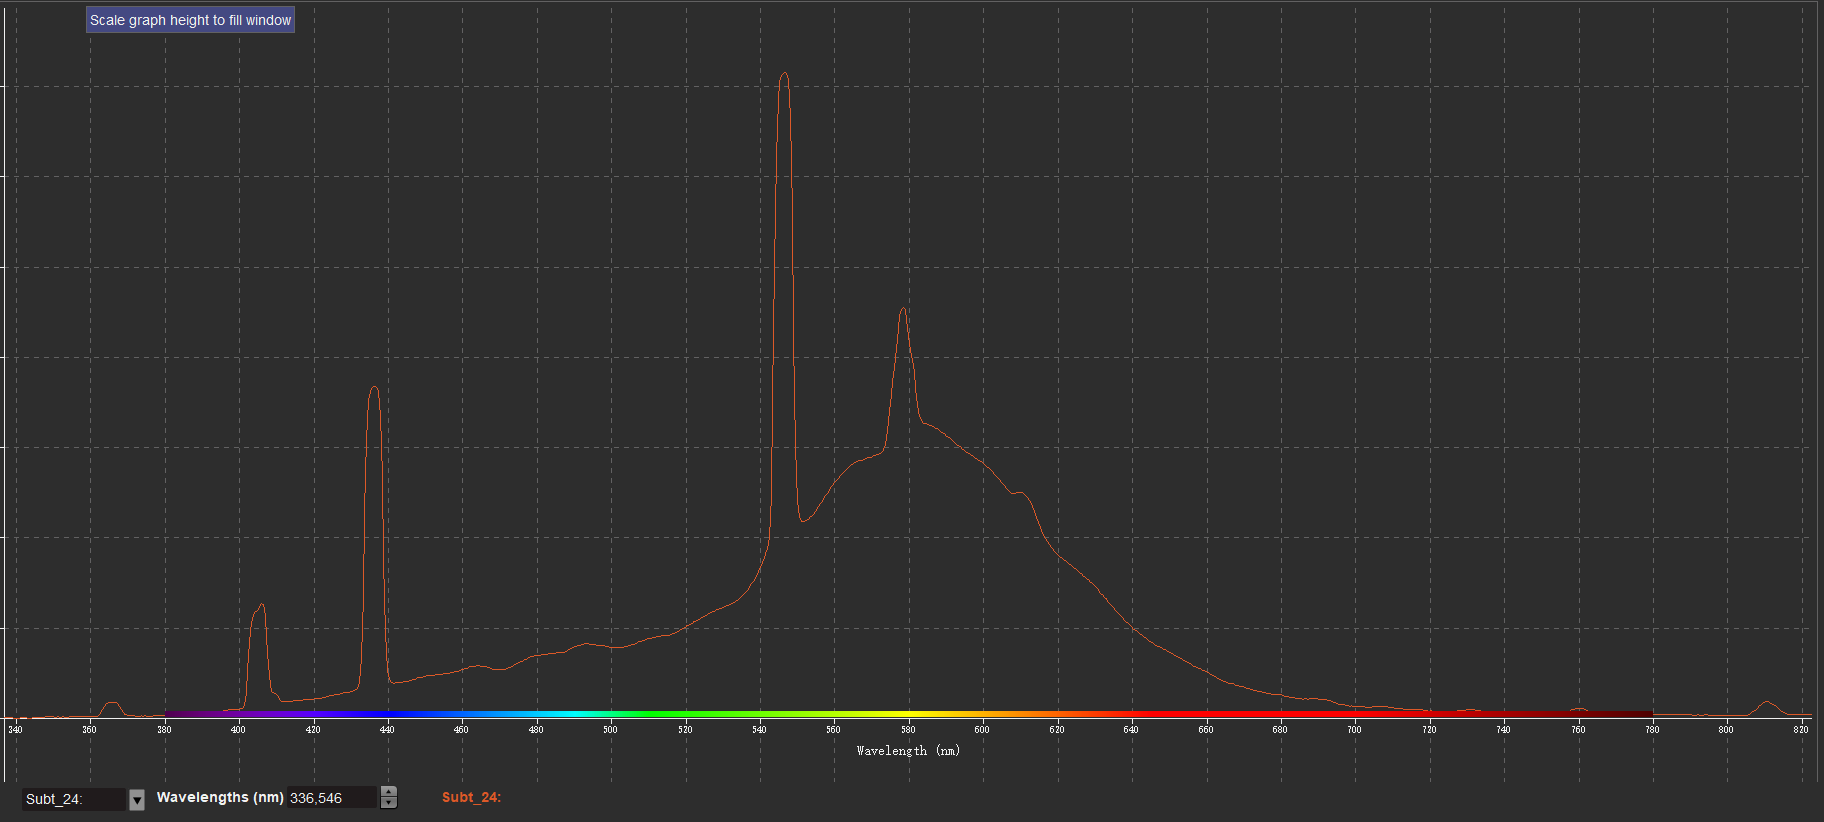 Scale graph height to fill window
340 360 380 400 420 440 460 480 500 520 540 560 580 600 620 640 660 680 700 720 740 760 780 800 820
Wavelength (nm)
Subt_24: Wavelengths (nm) 336,546 Subt_24: